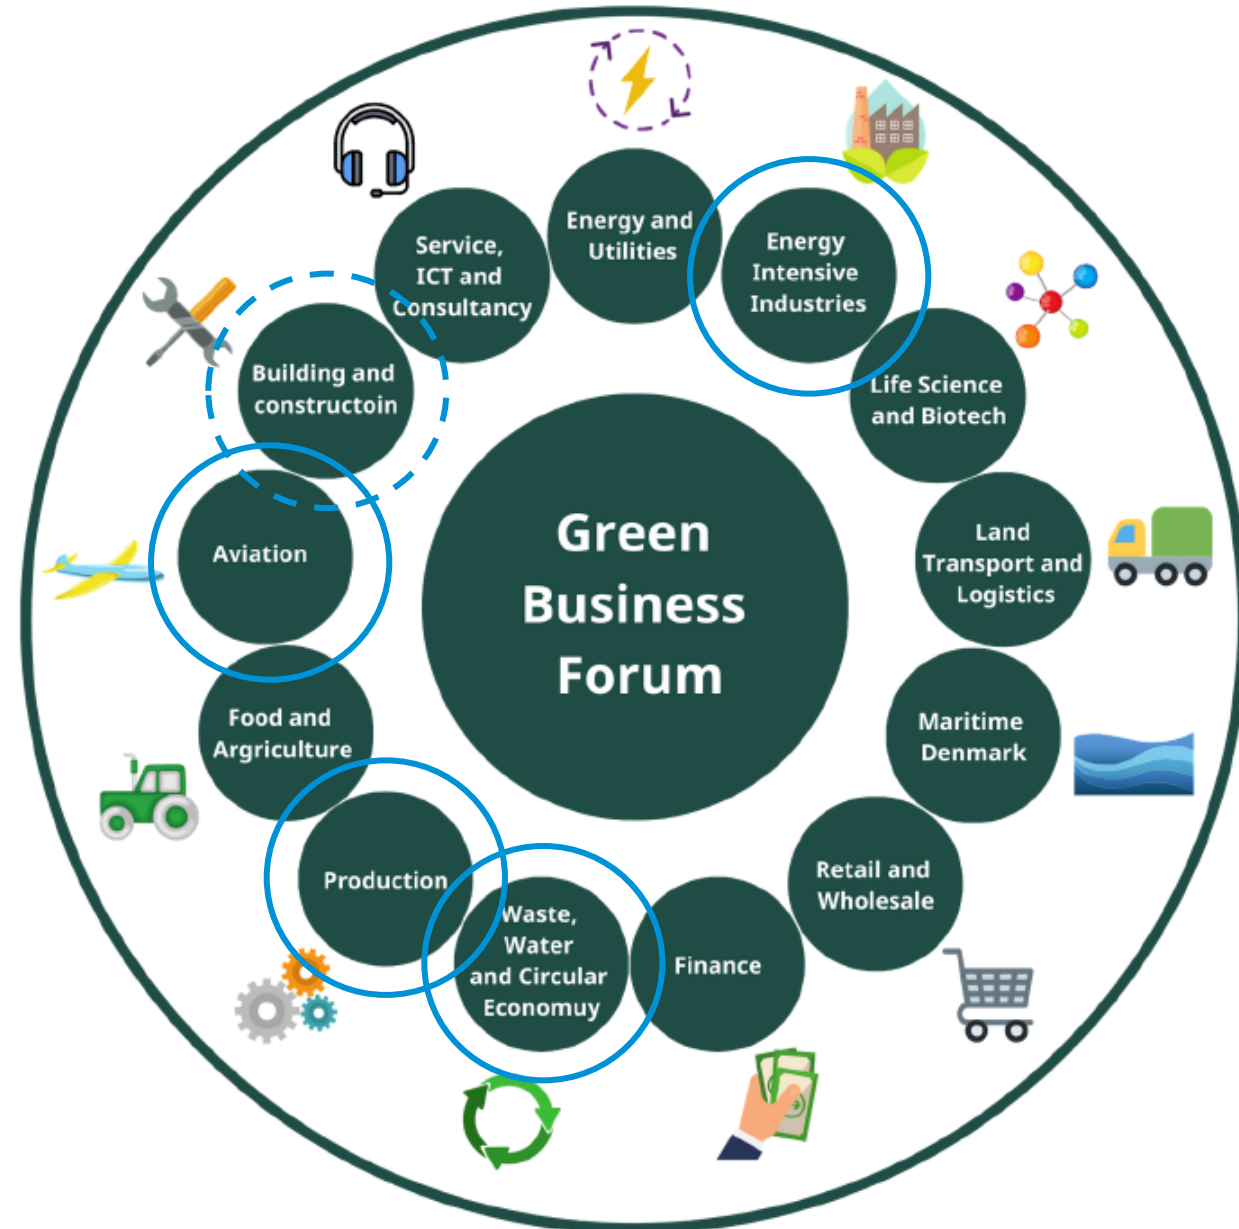 Energy and
Utilities
Energy
Intensive
Industries
Life Science
and Biotech
Land
Transport and
Logistics
Maritime
Denmark
Retail and
Wholesale
Finance
Waste,
Water
and Circular
Economuy
Production
Food and
Argriculture
Aviation
Building and
constructoin
Service,
ICT and
Consultancy
Green
Business
Forum